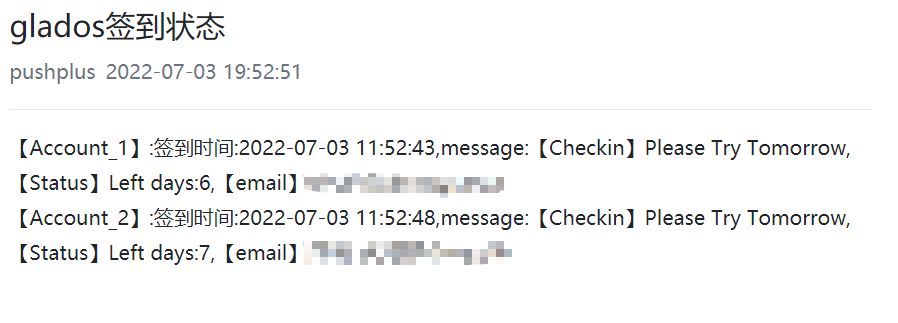 glados签到状态
pushplus 2022-07-03 19:52:51
【Account_1】:签到时间:2022-07-03 11:52:43,message:【Checkin】Please Try Tomorrow,
【Status】Left days:6,【email】
【Account_2】:签到时间:2022-07-03 11:52:48,message:【Checkin】Please Try Tomorrow,
【Status】Left days:7,【email】